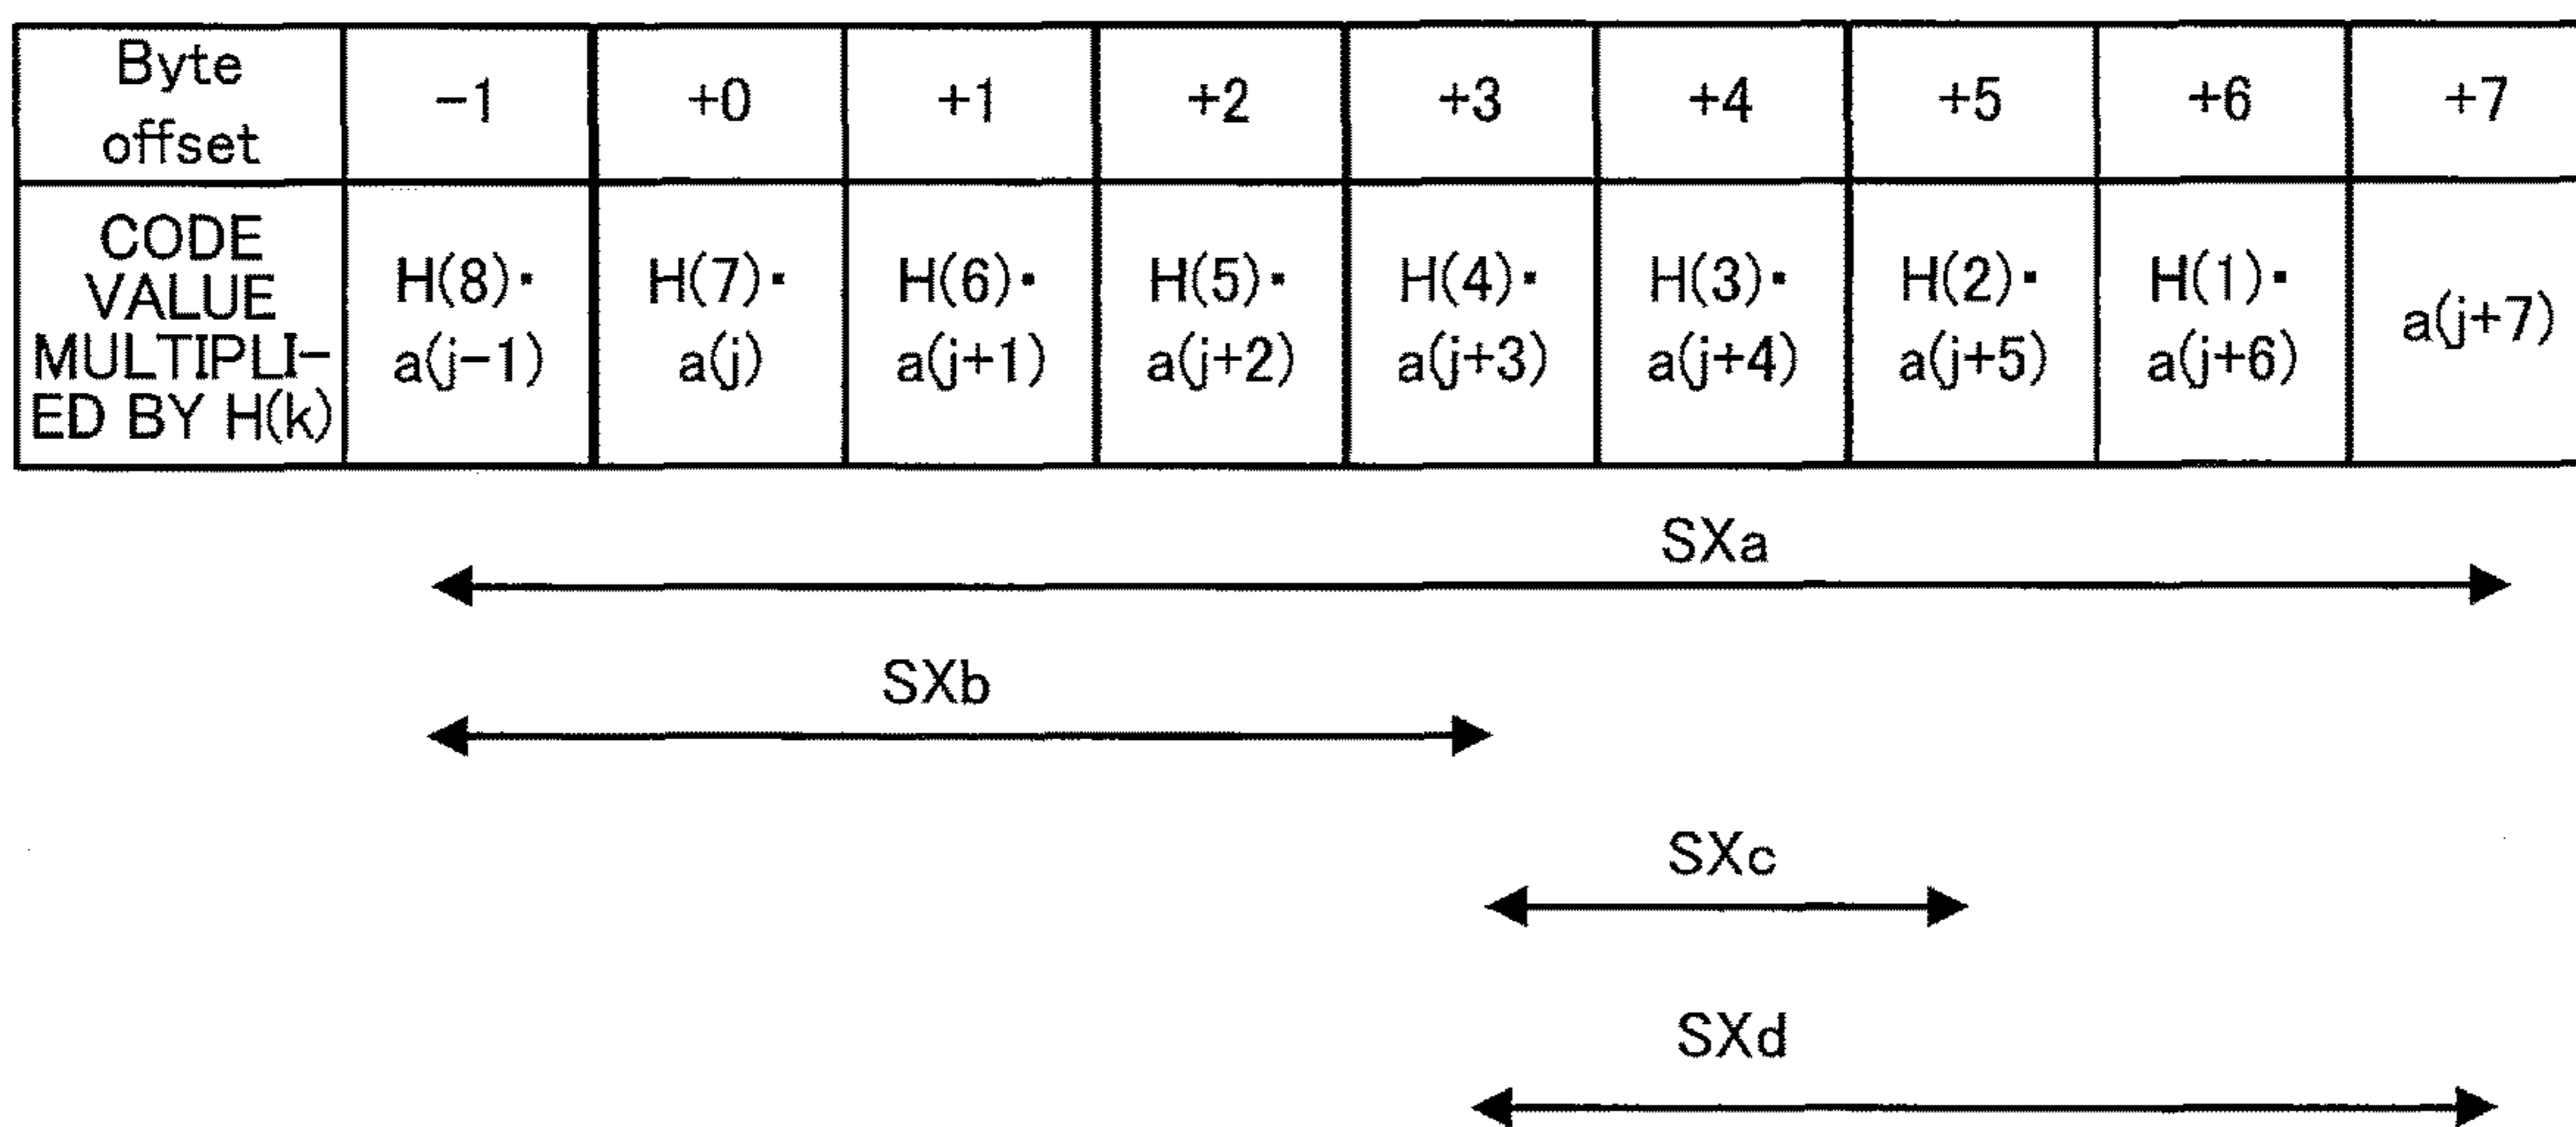 Byte offset -1 +0 +1 +2 +3 +4 +5 +6 +7
CODE
VALUE
MULTIPLI-
ED BY H(k)
H(8)· H(7)· H(6)· H(5)· H(4)· H(3)· H(2)· H(1)·
a(j-1) a(j) a(j+1) a(j+2) a(j+3) a(j+4) a(j+5) a(j+6) a(j+7)
SXa
SXb
SXc
SXd